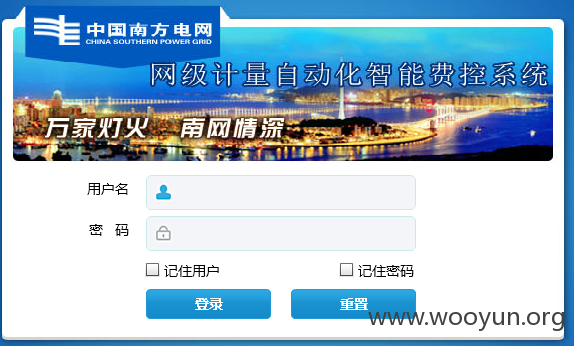 中国南方电网
CHINA SOUTHERN POWER GRID
网级计量自动化智能费控系统
万家灯火 南网情深
用户名
密 码
记住用户 记住密码
登录 重置
www.wooyun.org